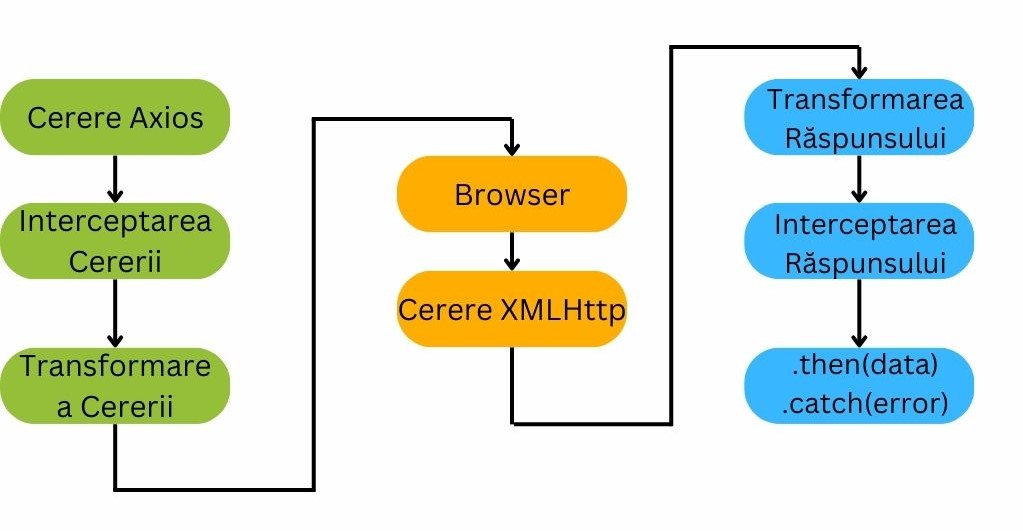 Cerere Axios
Interceptarea
Cererii
Transformare
a Cererii
Browser
Cerere XMLHttp
Transformarea
Răspunsului
Interceptarea
Răspunsului
.then(data)
.catch(error)